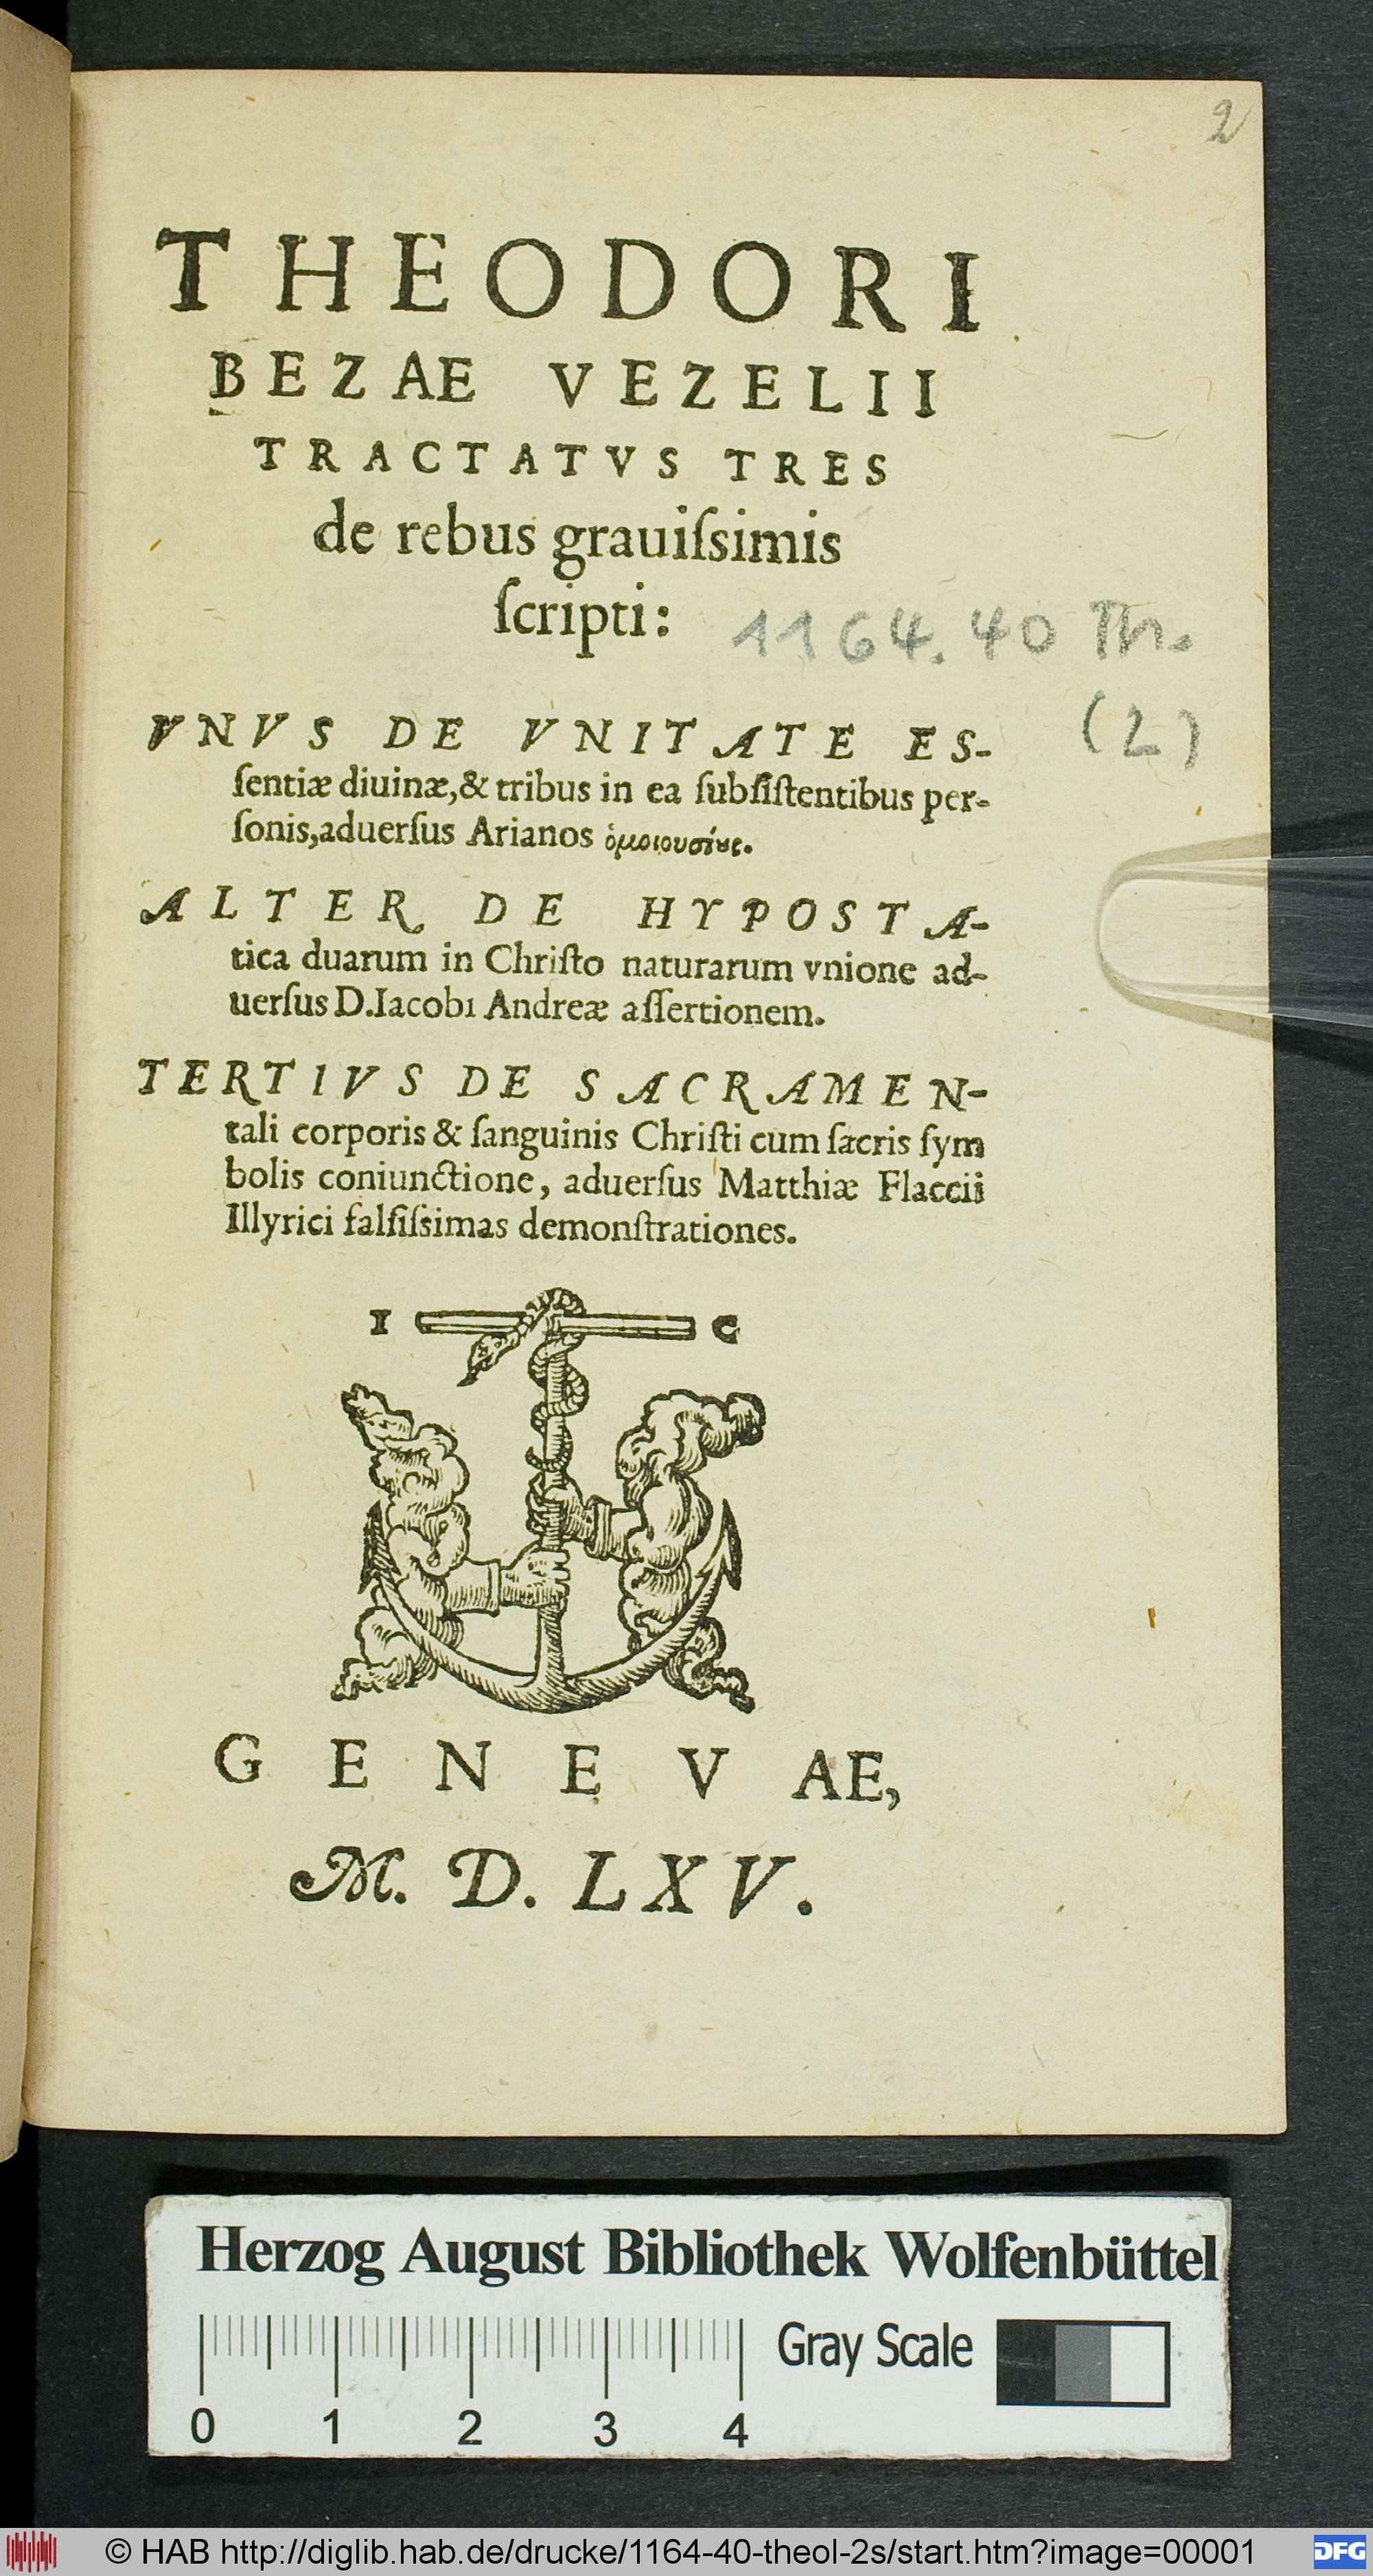 2
THEODORI
BEZAE VEZELII
TRACTATVS TRES
de rebus grauiſsimis
ſcripti:
1164.40 Th.
(2)
VNVS DE VNITATE ES-
ſentiæ diuinæ,& tribus in ea ſubſiſtentibus per-
ſonis,aduerſus Arianos
ALTER DE HYPOSTA-
tica duarum in Chriſto naturarum vnione ad-
uerſus D.Iacobi Andreæ aſſertionem.
TERTIVS DE SACRAMEN-
tali corporis & ſanguinis Chriſti cum ſacris ſym
bolis coniunctione, aduerſus Matthiæ Flaccii
Illyrici falſiſsimas demonſtrationes.
I C
GENEVAE,
M. D. LXV.
Herzog August Bibliothek Wolfenbüttel
Gray Scale
0 1 2 3 4
© HAB http://diglib.hab.de/drucke/1164-40-theol-2s/start.htm?image=00001
DFG